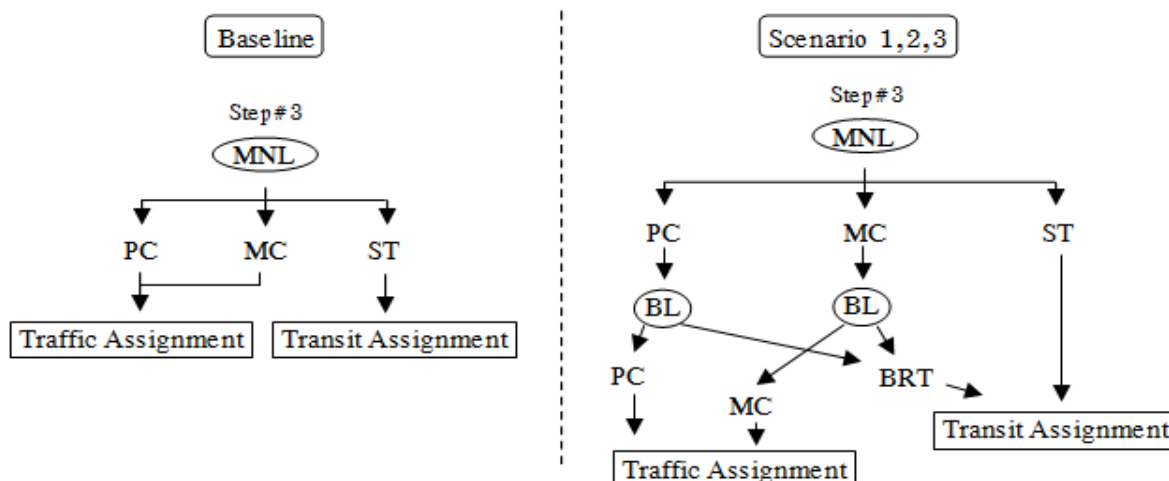 Baseline
Step#3
MNL
PC MC ST
Traffic Assignment Transit Assignment
Scenario 1,2,3
Step#3
MNL
PC MC ST
BL BL
PC BRT
MC
Transit Assignment
Traffic Assignment